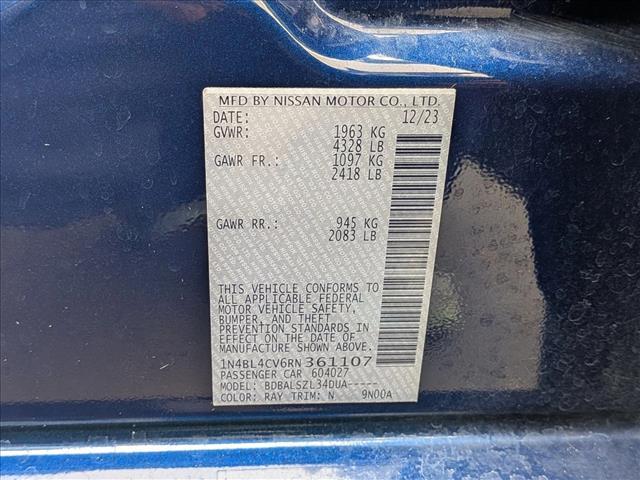 MFD BY NISSAN MOTOR CO., LTD.
DATE: 12/23
GVWR: 1963 KG
4328 LB
GAWR FR.: 1097 KG
2418 LB
GAWR RR.: 945 KG
2083 LB
THIS VEHICLE CONFORMS TO
ALL APPLICABLE FEDERAL
MOTOR VEHICLE SAFETY,
BUMPER, AND THEFT
PREVENTION STANDARDS IN
EFFECT ON THE DATE OF
MANUFACTURE SHOWN ABOVE.
1N4BL4CV6RN361107
PASSENGER CAR 604027
MODEL: BDBALSZL34DUA-----
COLOR: RAY TRIM: N 9N00A